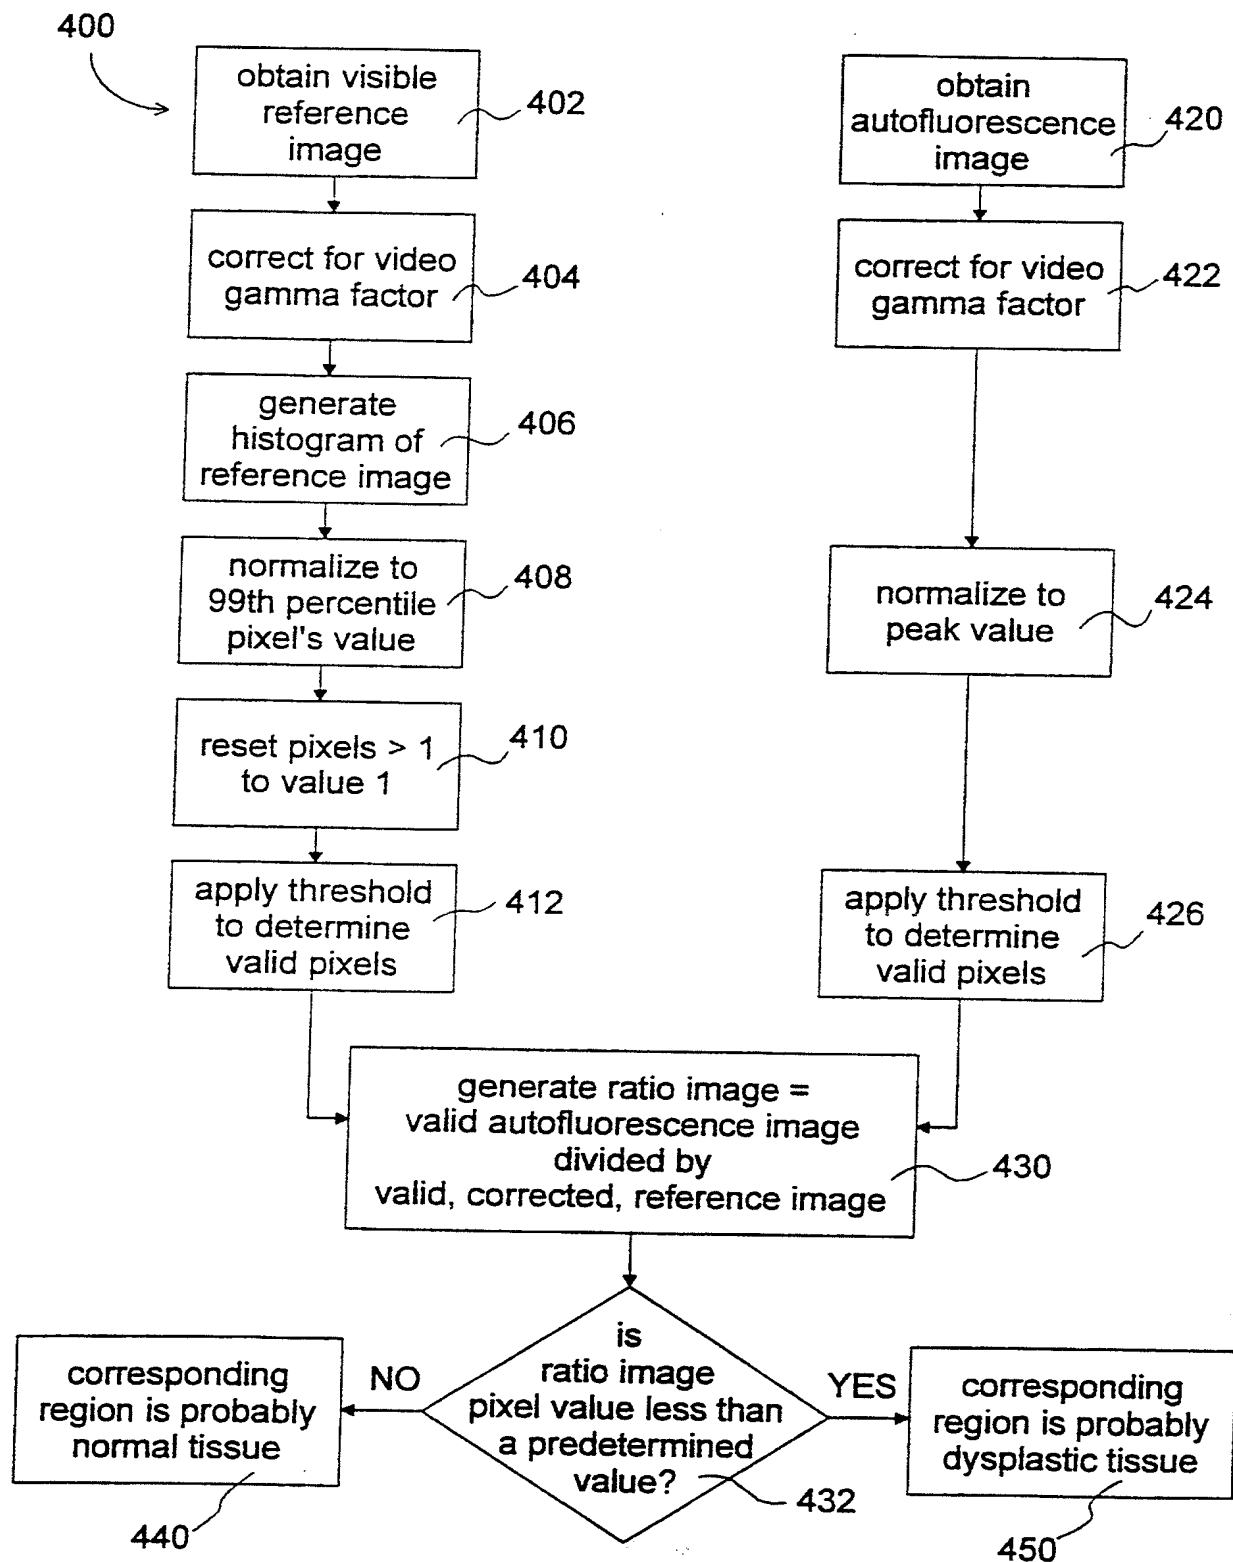 400
obtain visible
reference
image
402
correct for video
gamma factor
404
generate
histogram of
reference image
406
normalize to
99th percentile
pixel's value
408
reset pixels > 1
to value 1
410
apply threshold
to determine
valid pixels
412
obtain
autofluorescence
image
420
correct for video
gamma factor
422
normalize to
peak value
424
apply threshold
to determine
valid pixels
426
generate ratio image =
valid autofluorescence image
divided by
valid, corrected, reference image
430
is
ratio image
pixel value less than
a predetermined
value?
432
NO
corresponding
region is probably
normal tissue
440
YES
corresponding
region is probably
dysplastic tissue
450